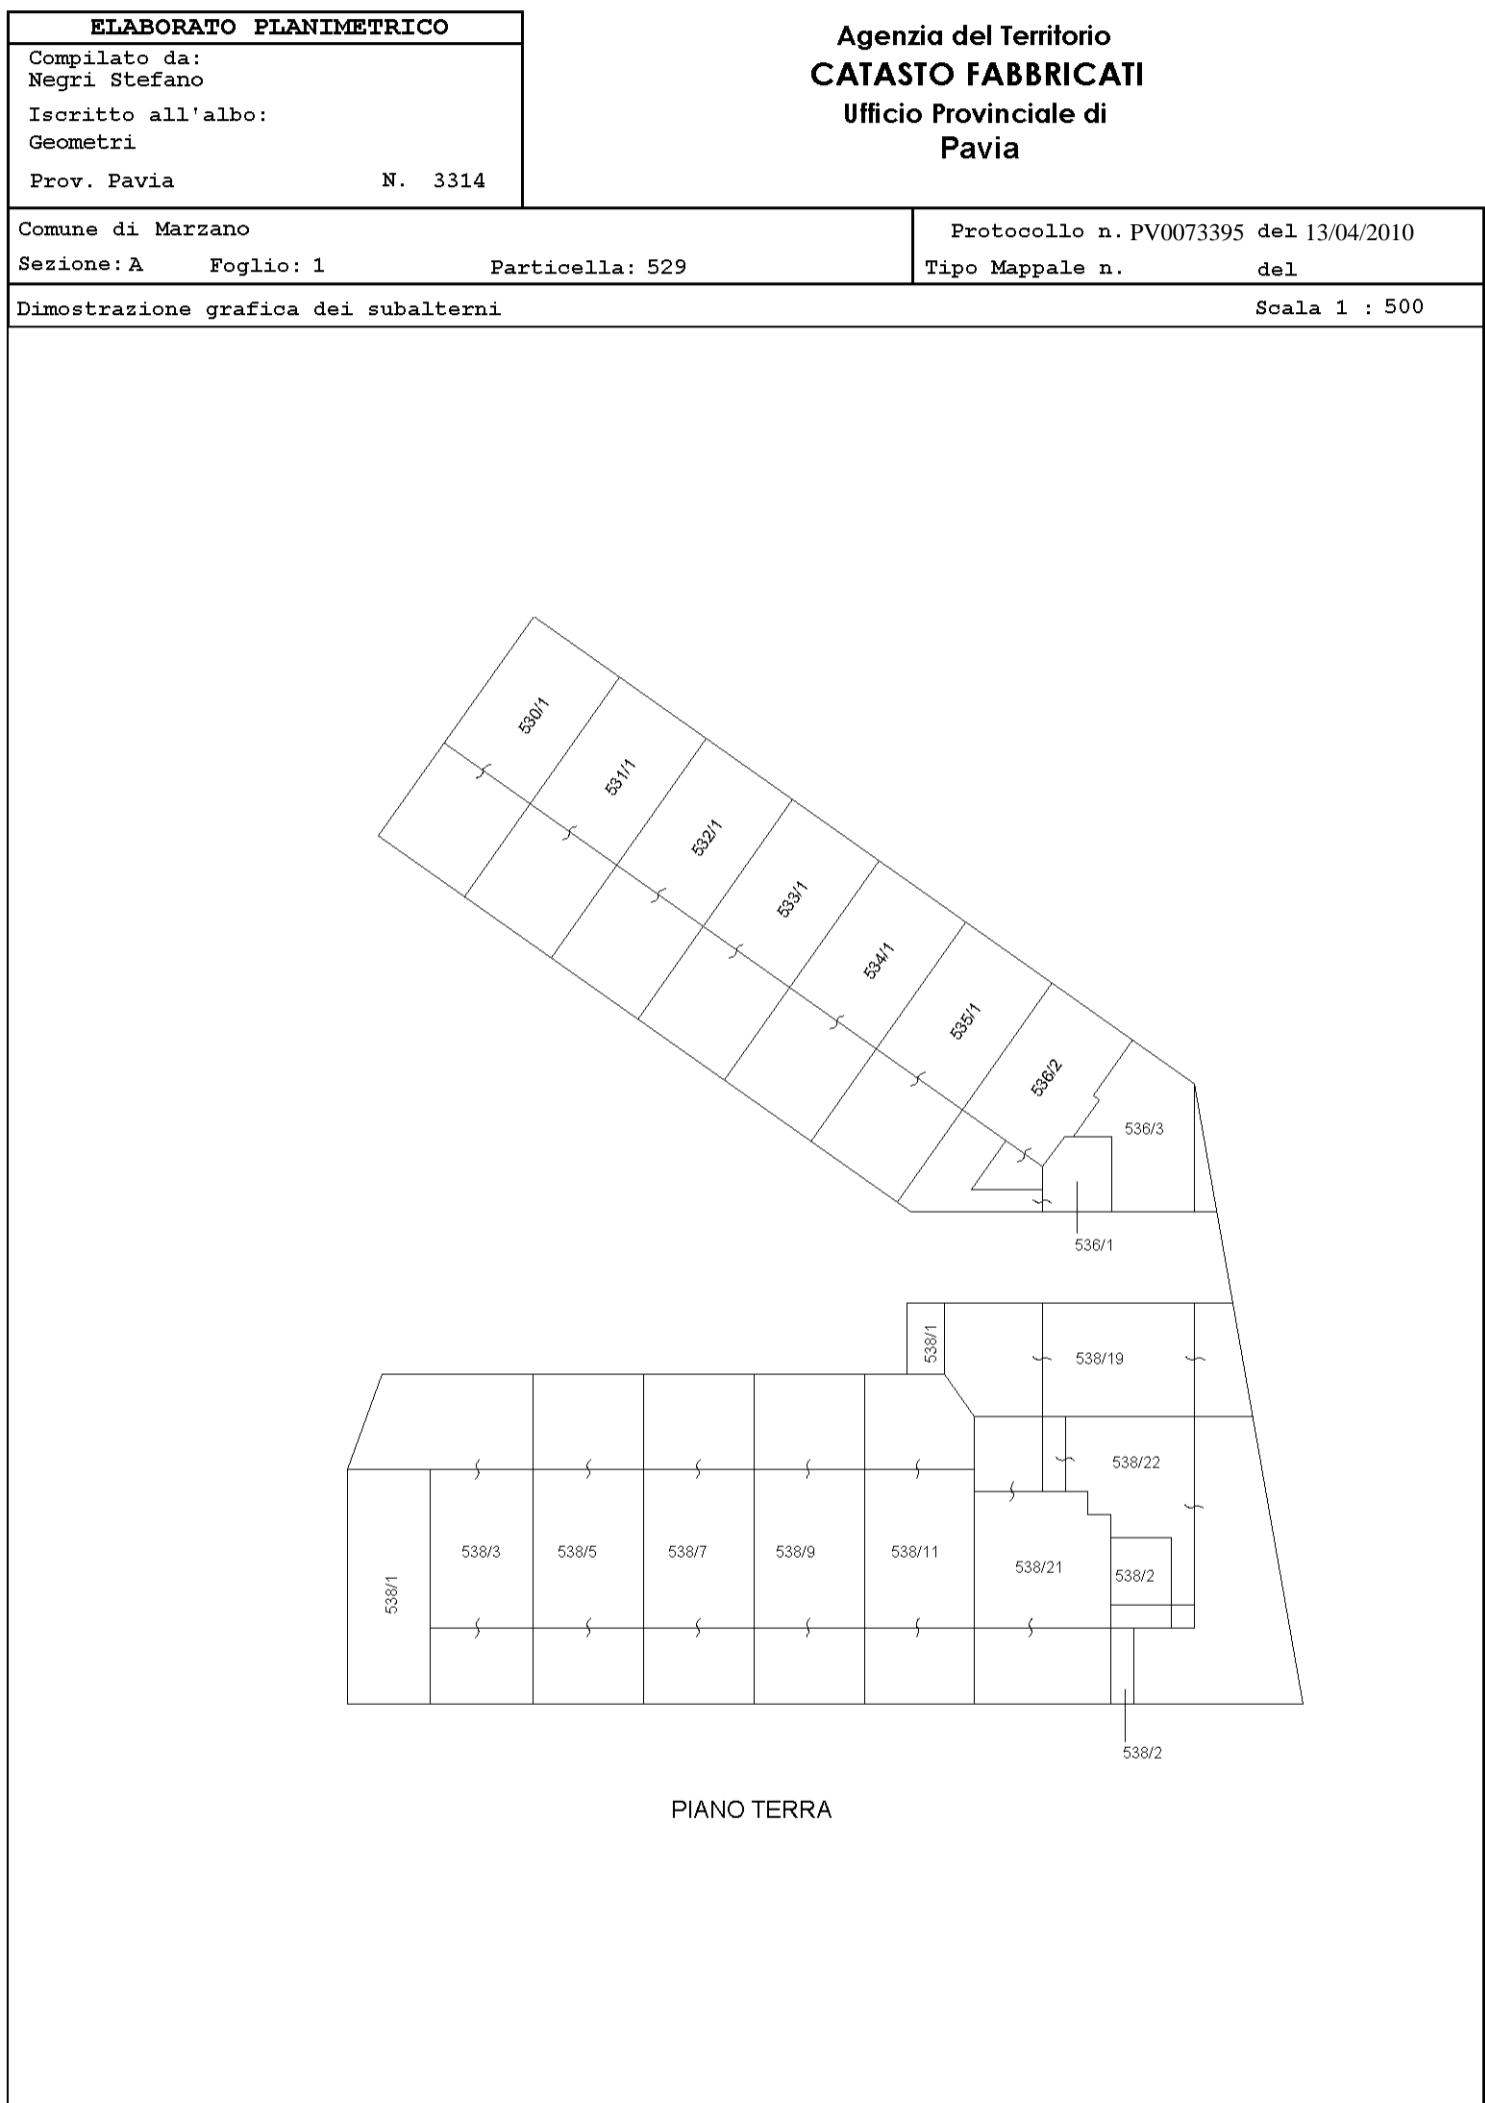 ELABORATO PLANIMETRICO
Compilato da:
Negri Stefano
Iscritto all'albo:
Geometri
Prov. Pavia N. 3314
Agenzia del Territorio
CATASTO FABBRICATI
Ufficio Provinciale di
Pavia
Comune di Marzano
Sezione: A Foglio: 1 Particella: 529
Protocollo n. PV0073395 del 13/04/2010
Tipo Mappale n. del
Dimostrazione grafica dei subalterni
Scala 1 : 500
530/1
531/1
532/1
533/1
534/1
535/1
536/2
536/3
536/1
538/1
538/19
538/22
538/3
538/5
538/7
538/9
538/11
538/21
538/2
538/1
538/2
PIANO TERRA